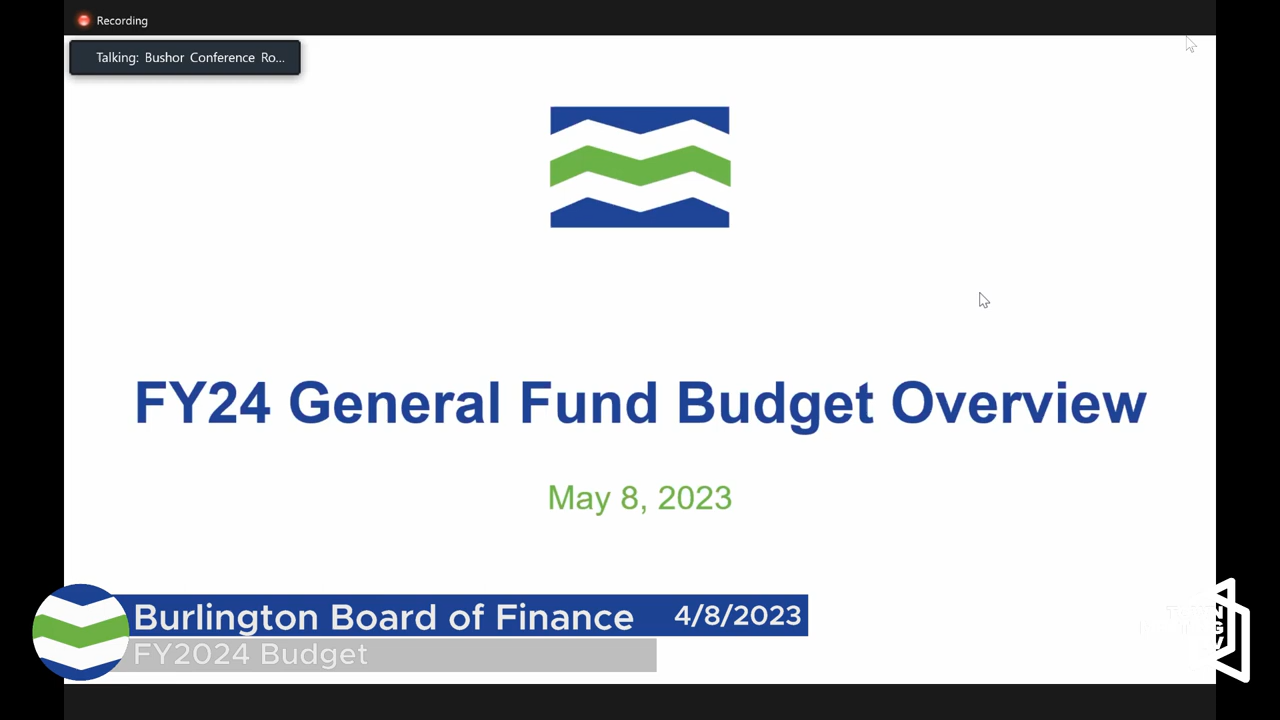 Recording
Talking: Bushor Conference Ro...
FY24 General Fund Budget Overview
May 8, 2023
Burlington Board of Finance 4/8/2023
FY2024 Budget